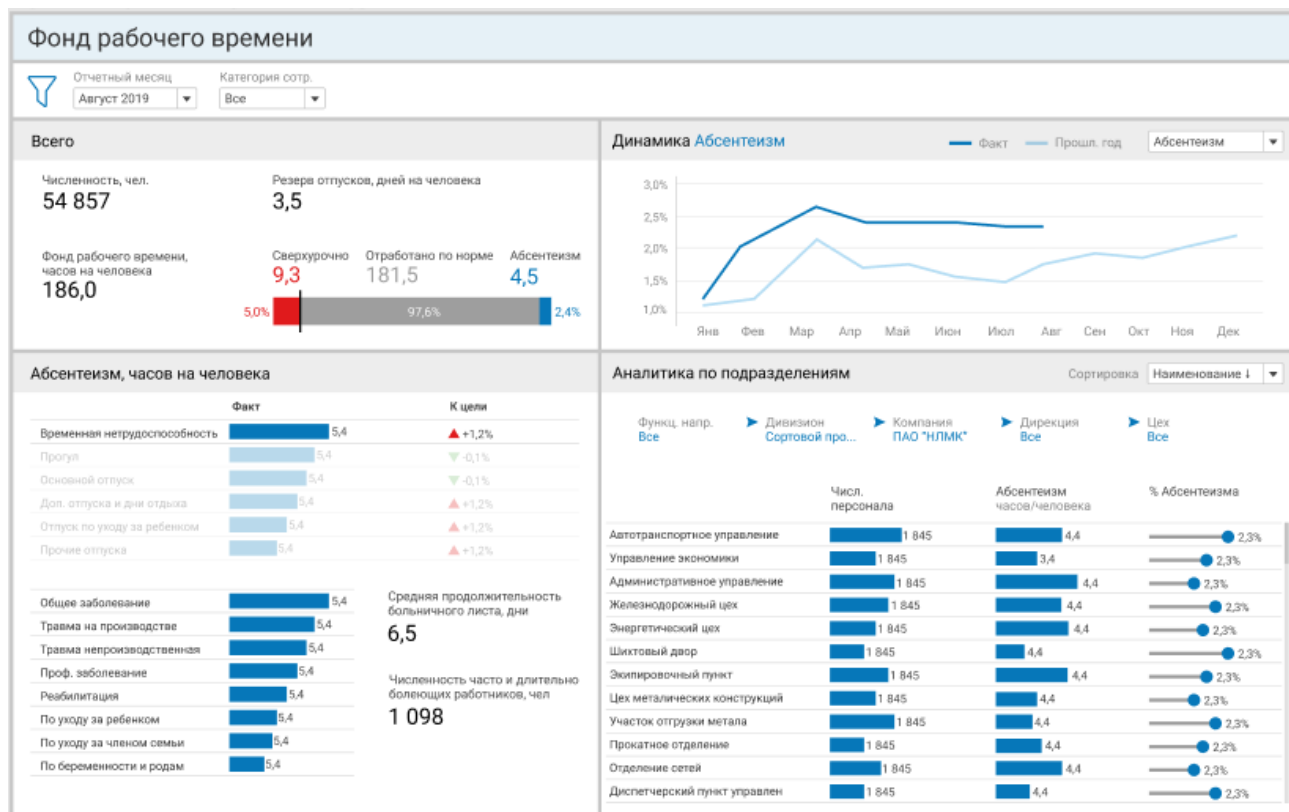 Фонд рабочего времени
Отчетный месяц
Категория сотр.
Август 2019
Все
Всего
Численность, чел.
54 857
Резерв отпусков, дней на человека
3,5
Фонд рабочего времени,
часов на человека
186,0
Сверхурочно
9,3
Отработано по норме
181,5
Абсентеизм
4,5
5,0%
97,6%
2,4%
Динамика Абсентеизм
Факт
Прошл. год
Абсентеизм
3,0%
2,5%
2,0%
1,5%
1,0%
Янв Фев Мар Апр Май Июн Июл Авг Сен Окт Ноя Дек
Абсентеизм, часов на человека
Факт К цели
Временная нетрудоспособность 5,4 +1,2%
Прогул 5,4 -0,1%
Основной отпуск 5,4 -0,1%
Доп. отпуска и дни отдыха 5,4 +1,2%
Отпуск по уходу за ребенком 5,4 +1,2%
Прочие отпуска 5,4 +1,2%
Общее заболевание 5,4
Травма на производстве 5,4
Травма непроизводственная 5,4
Проф. заболевание 5,4
Реабилитация 5,4
По уходу за ребенком 5,4
По уходу за членом семьи 5,4
По беременности и родам 5,4
Средняя продолжительность
больничного листа, дни
6,5
Численность часто и длительно
болеющих работников, чел
1 098
Аналитика по подразделениям
Сортировка
Наименование ↓
Функц. напр.
Все
Дивизион
Сортовой про...
Компания
ПАО "НЛМК"
Дирекция
Все
Цех
Все
Числ.
персонала
Абсентеизм
часов/человека
% Абсентеизма
Автотранспортное управление 1 845 4,4 2,3%
Управление экономики 1 845 3,4 2,3%
Административное управление 1 845 4,4 2,3%
Железнодорожный цех 1 845 4,4 2,3%
Энергетический цех 1 845 4,4 2,3%
Шихтовый двор 1 845 4,4 2,3%
Экипировочный пункт 1 845 4,4 2,3%
Цех металических конструкций 1 845 4,4 2,3%
Участок отгрузки метала 1 845 4,4 2,3%
Прокатное отделение 1 845 4,4 2,3%
Отделение сетей 1 845 4,4 2,3%
Диспетчерский пункт управлен 1 845 4,4 2,3%